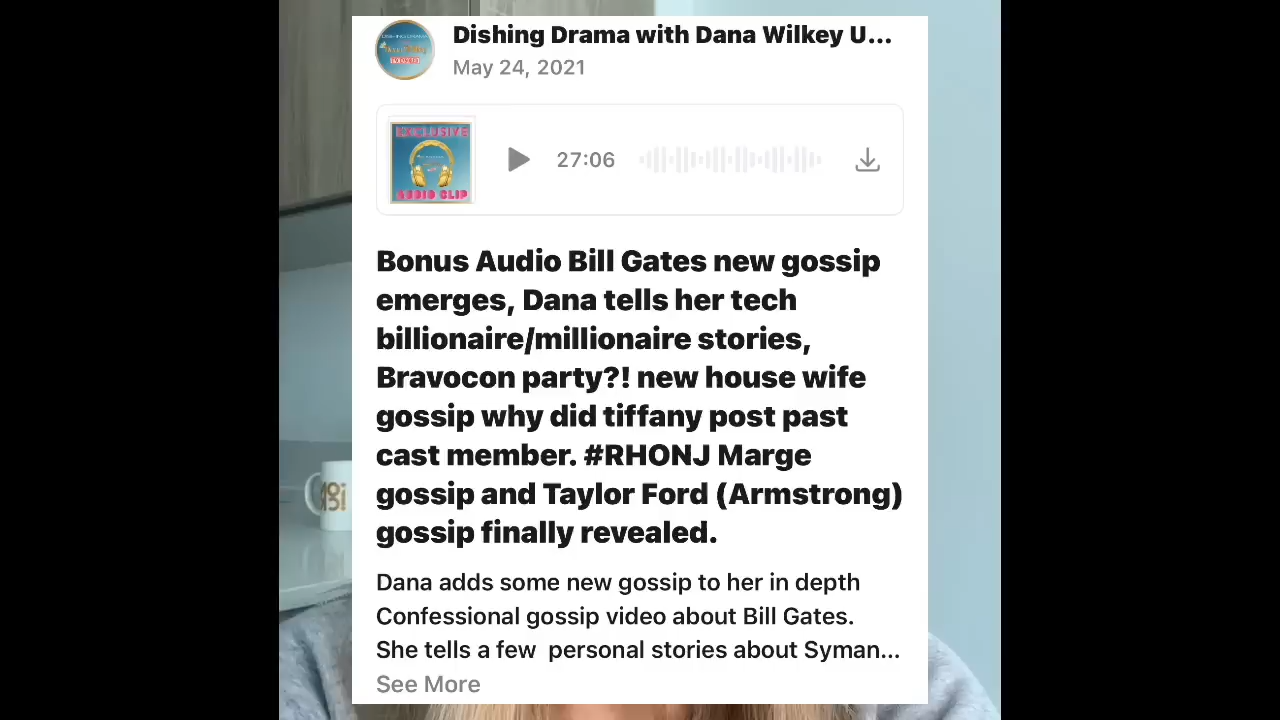 Dishing Drama with Dana Wilkey U...
May 24, 2021
EXCLUSIVE
AUDIO CLIP
27:06
Bonus Audio Bill Gates new gossip
emerges, Dana tells her tech
billionaire/millionaire stories,
Bravocon party?! new house wife
gossip why did tiffany post past
cast member. #RHONJ Marge
gossip and Taylor Ford (Armstrong)
gossip finally revealed.
Dana adds some new gossip to her in depth
Confessional gossip video about Bill Gates.
She tells a few  personal stories about Syman...
See More